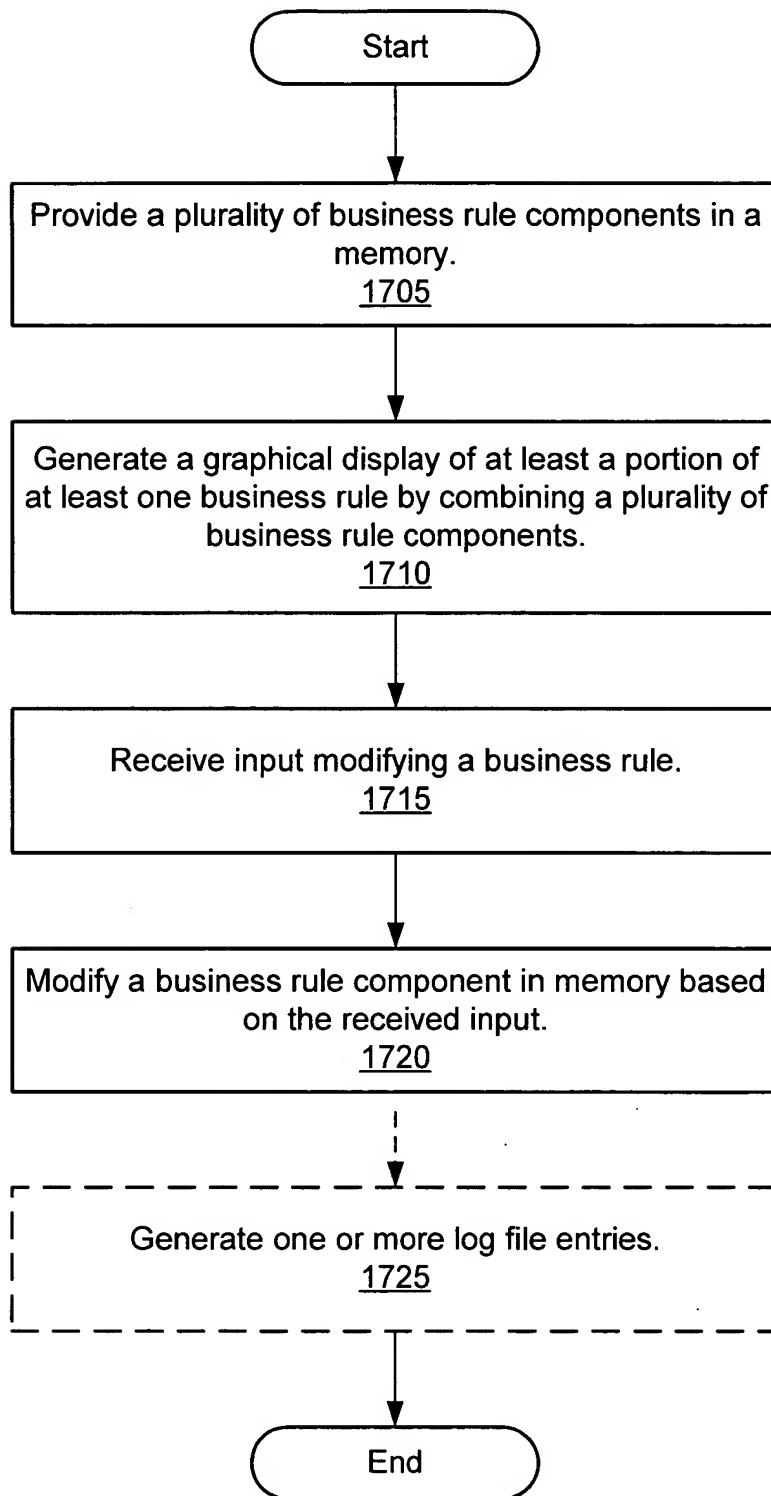 Start
Provide a plurality of business rule components in a
memory.
1705
Generate a graphical display of at least a portion of
at least one business rule by combining a plurality of
business rule components.
1710
Receive input modifying a business rule.
1715
Modify a business rule component in memory based
on the received input.
1720
Generate one or more log file entries.
1725
End